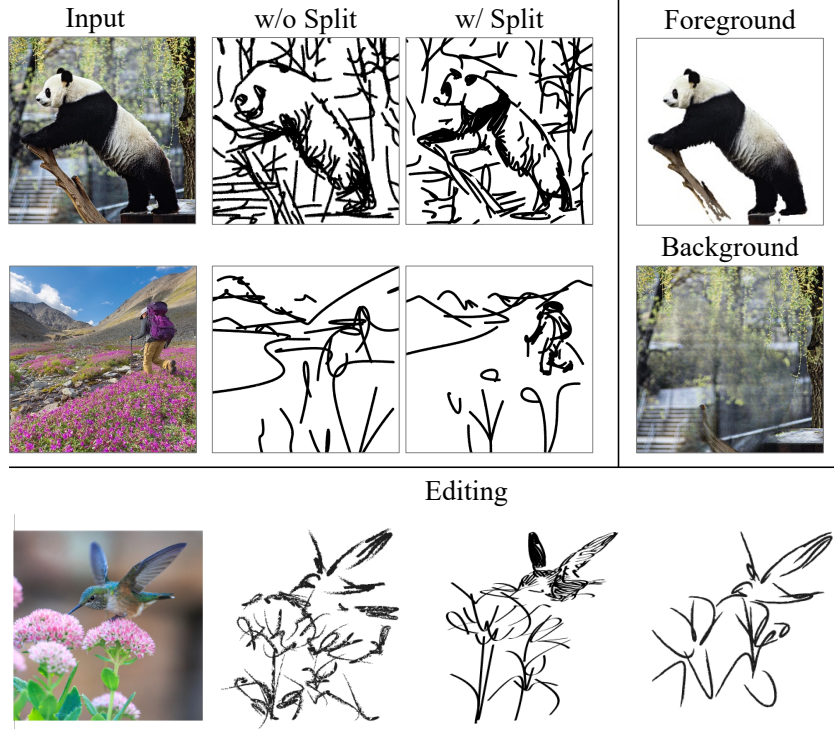 Input
w/o Split
w/ Split
Foreground
Background
Editing